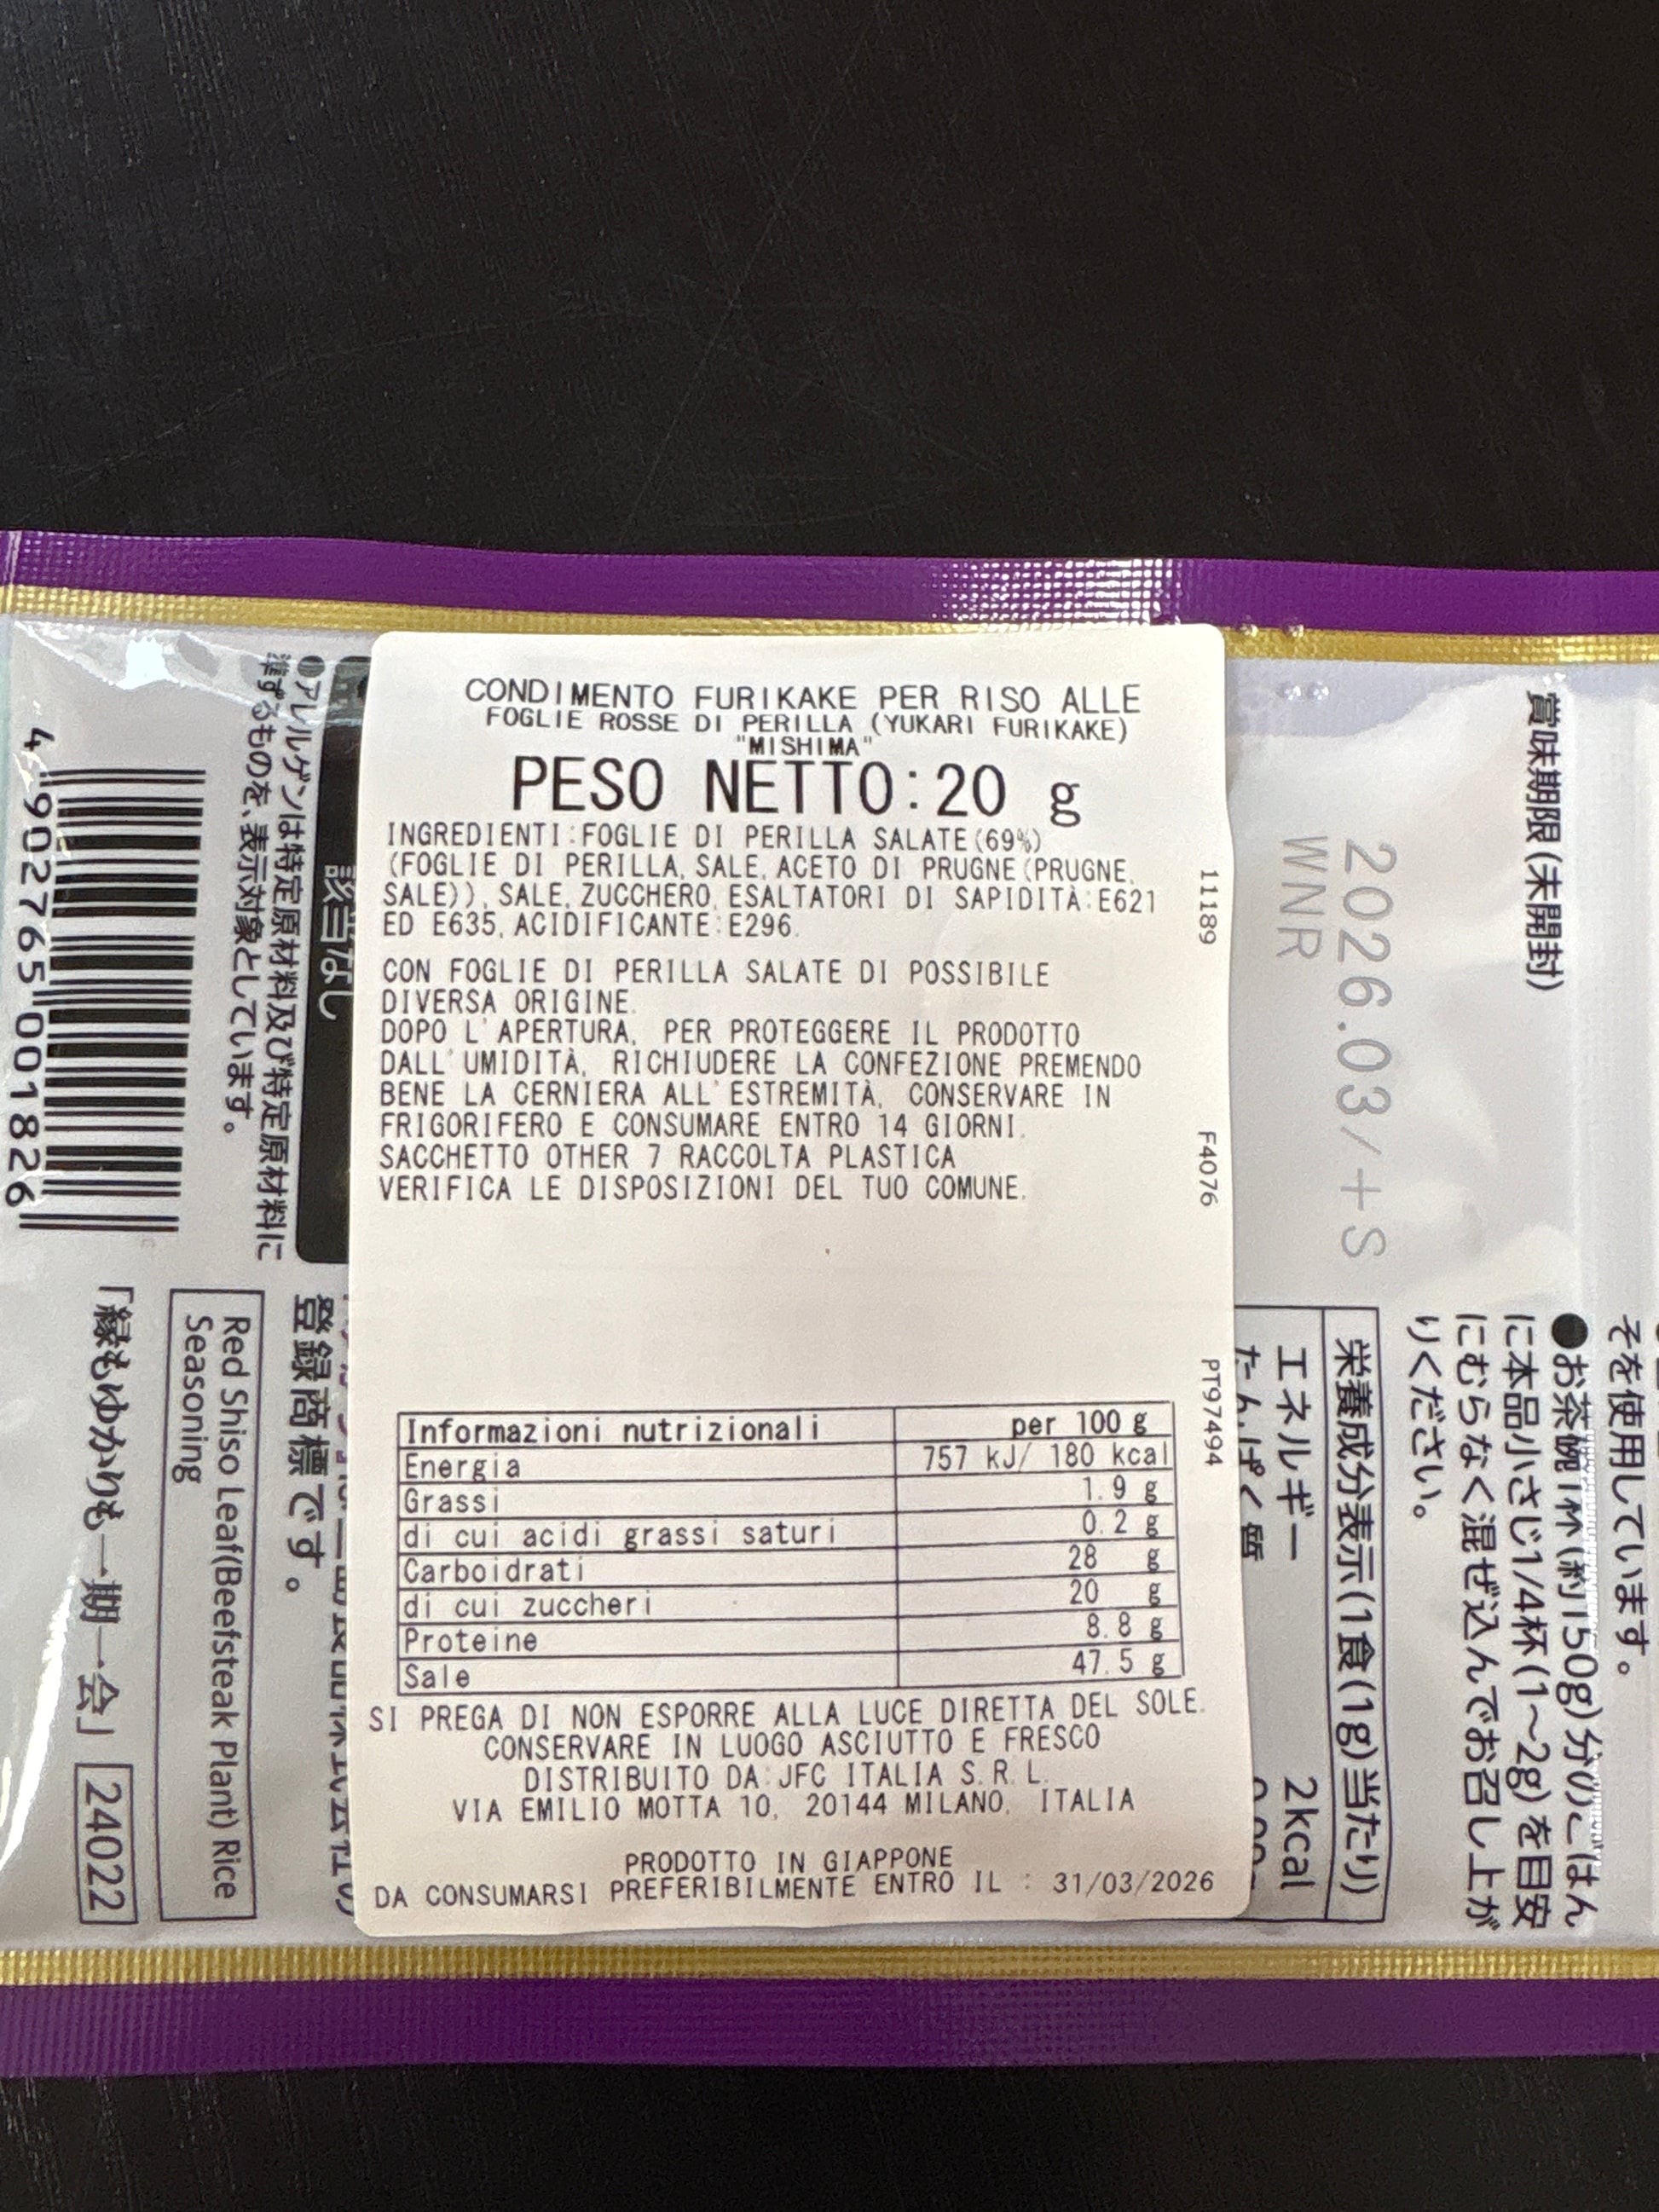 CONDIMENTO FURIKAKE PER RISO ALLE
FOGLIE ROSSE DI PERILLA (YUKARI FURIKAKE)
"MISHIMA"
PESO NETTO:20 g
INGREDIENTI:FOGLIE DI PERILLA SALATE(69%)
(FOGLIE DI PERILLA, SALE, ACETO DI PRUGNE(PRUGNE,
SALE)), SALE, ZUCCHERO, ESALTATORI DI SAPIDITÀ:E621
ED E635, ACIDIFICANTE:E296.
CON FOGLIE DI PERILLA SALATE DI POSSIBILE
DIVERSA ORIGINE.
DOPO L'APERTURA, PER PROTEGGERE IL PRODOTTO
DALL'UMIDITÀ, RICHIUDERE LA CONFEZIONE PREMENDO
BENE LA CERNIERA ALL'ESTREMITÀ, CONSERVARE IN
FRIGORIFERO E CONSUMARE ENTRO 14 GIORNI.
SACCHETTO OTHER 7 RACCOLTA PLASTICA
VERIFICA LE DISPOSIZIONI DEL TUO COMUNE.
Informazioni nutrizionali per 100 g
Energia 757 kJ/ 180 kcal
Grassi 1.9 g
di cui acidi grassi saturi 0.2 g
Carboidrati 28 g
di cui zuccheri 20 g
Proteine 8.8 g
Sale 47.5 g
SI PREGA DI NON ESPORRE ALLA LUCE DIRETTA DEL SOLE.
CONSERVARE IN LUOGO ASCIUTTO E FRESCO
DISTRIBUITO DA:JFC ITALIA S.R.L.
VIA EMILIO MOTTA 10, 20144 MILANO, ITALIA
PRODOTTO IN GIAPPONE
DA CONSUMARSI PREFERIBILMENTE ENTRO IL : 31/03/2026
11189
F4076
PT97494
賞味期限(未開封)
2026.03/+S
WNR
そを使用しています。
●お茶碗1杯(約150g)分のごはん
に本品小さじ1/4杯(1〜2g)を目安
にむらなく混ぜ込んでお召し上が
りください。
栄養成分表示(1食(1g)当たり)
エネルギー 2kcal
たんぱく質
該当なし
●アレルゲンは特定原材料及び特定原材料に
準ずるものを、表示対象としています。
登録商標です。
Red Shiso Leaf(Beefsteak Plant) Rice
Seasoning
「縁もゆかりも一期一会」 24022
4 902765 001826